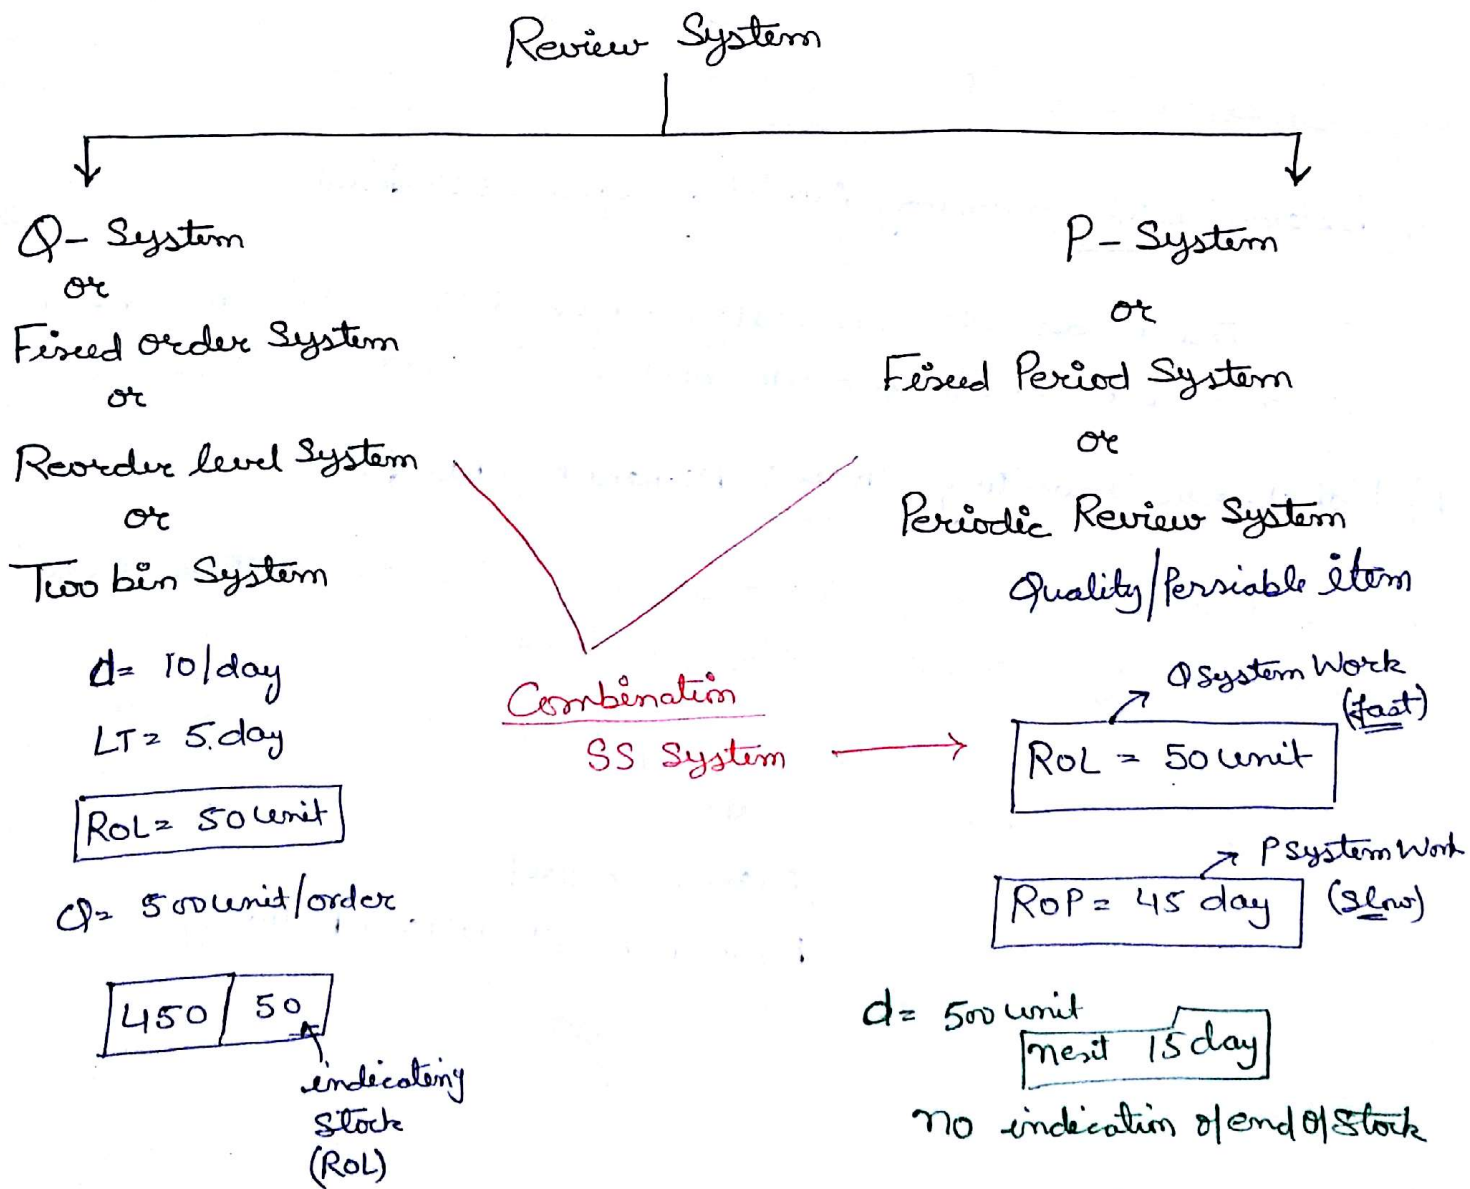 Review System
Q - System
or
Fixed order System
or
Reorder level System
or
Two bin System
d = 10/day
LT = 5 day
ROL = 50 unit
Q = 500 unit/order
450 50
indicating
Stock
(ROL)
Combination
SS System
P - System
or
Fixed Period System
or
Periodic Review System
Quality/Persiable item
Q System Work
(fast)
ROL = 50 unit
P System Work
ROP = 45 day (Slow)
d = 500 unit
next 15 day
no indication of end of Stock